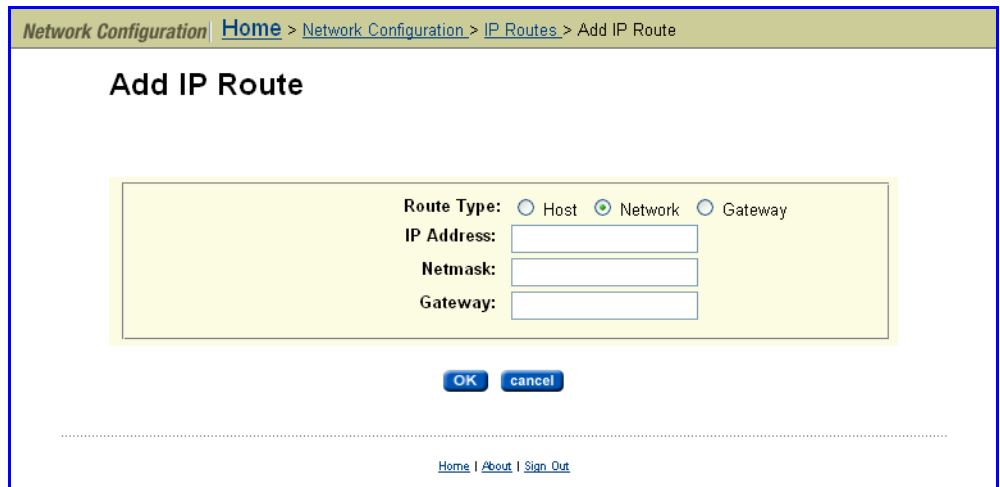 Network Configuration Home > Network Configuration > IP Routes > Add IP Route
Add IP Route
Route Type: Host Network Gateway
IP Address:
Netmask:
Gateway:
OK cancel
Home | About | Sign Out